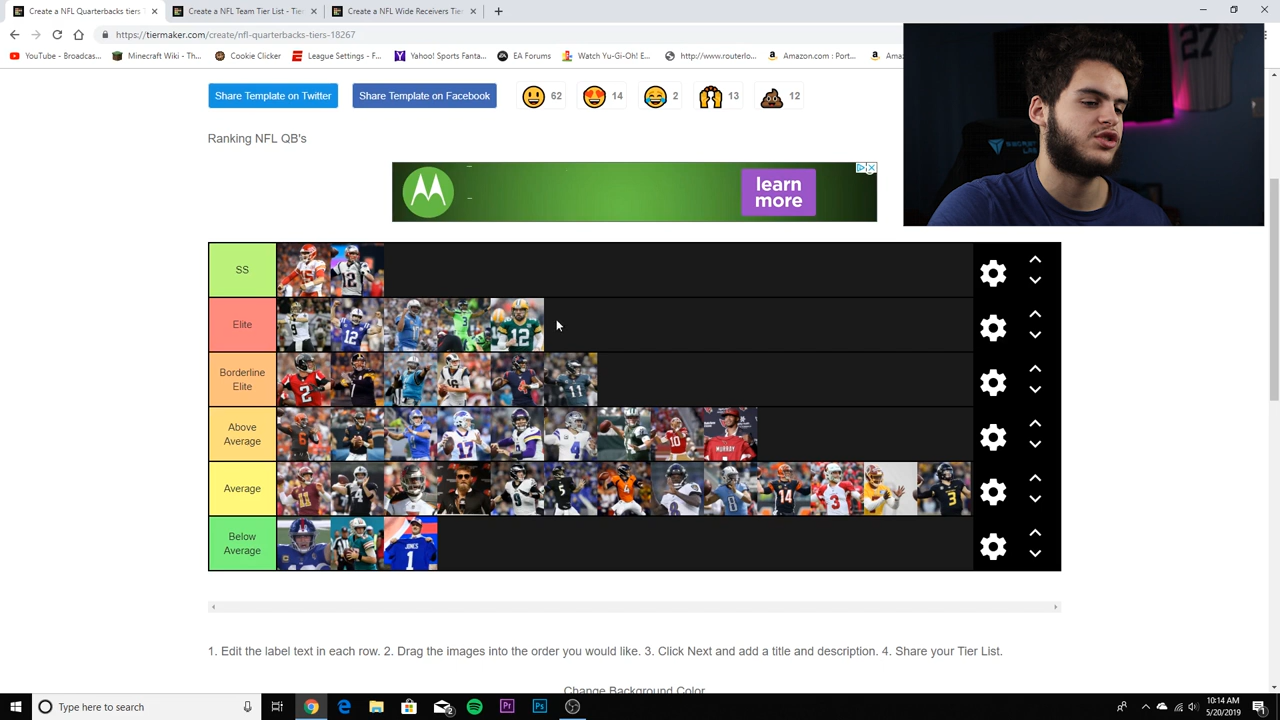 Create a NFL Quarterbacks tiers
Create a NFL Team Tier List - Tier
Create a NFL Wide Receivers Tie
https://tiermaker.com/create/nfl-quarterbacks-tiers-18267
YouTube - Broadcas...
Minecraft Wiki - Th...
Cookie Clicker
League Settings - F...
Yahoo! Sports Fanta...
EA Forums
Watch Yu-Gi-Oh! E...
http://www.routerlo...
Amazon.com : Port...
Share Template on Twitter
Share Template on Facebook
62
14
2
13
12
Ranking NFL QB's
learn
more
SS
Elite
Borderline
Elite
Above
Average
MURRAY
Average
Below
Average
JONES
1
1. Edit the label text in each row. 2. Drag the images into the order you would like. 3. Click Next and add a title and description. 4. Share your Tier List.
Change Background Color
Type here to search
10:14 AM
5/20/2019